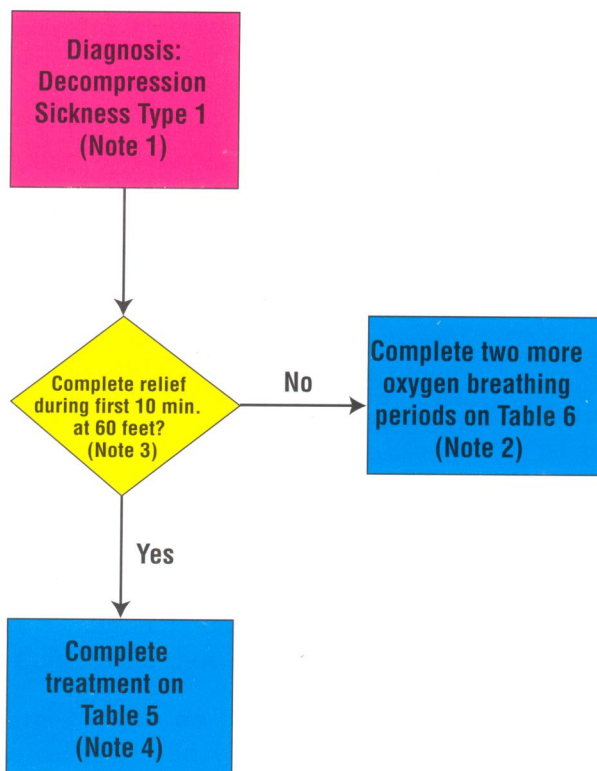 Diagnosis:
Decompression
Sickness Type 1
(Note 1)
Complete relief
during first 10 min.
at 60 feet?
(Note 3)
No
Complete two more
oxygen breathing
periods on Table 6
(Note 2)
Yes
Complete
treatment on
Table 5
(Note 4)